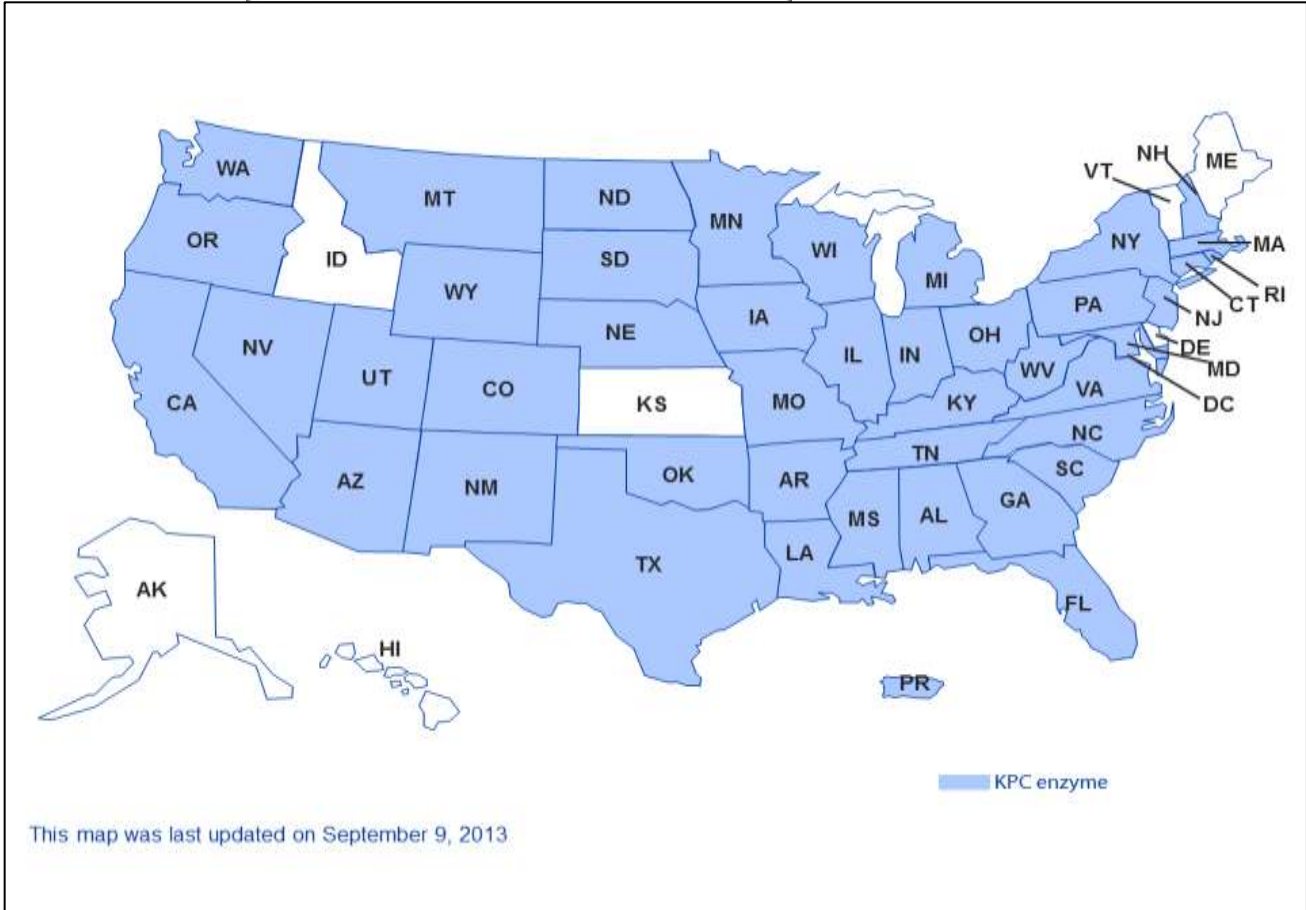 WA
MT
ND
MN
OR
ID
SD
WI
WY
MI
NH
VT
ME
NY
MA
RI
CT
NJ
PA
DE
MD
DC
NE
IA
NV
UT
CO
CA
KS
MO
IL
IN
OH
WV
VA
KY
NC
TN
SC
AZ
NM
OK
AR
MS
AL
GA
LA
TX
FL
AK
HI
PR
KPC enzyme
This map was last updated on September 9, 2013